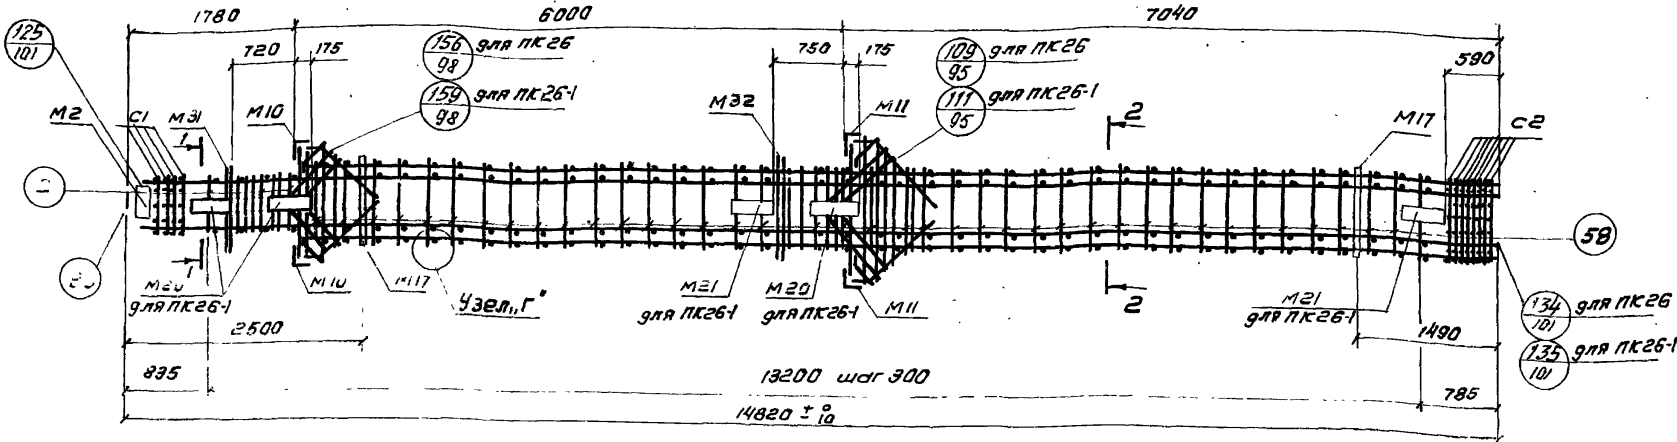 1780
6000
7040
125
101
720
175
156
98
для ПК26
159
98
для ПК26-1
750
175
109
95
для ПК26
111
95
для ПК26-1
590
М2
С1
М31
М10
М32
М11
2
М17
С2
1
2
58
1
М20
для ПК26-1
М10
М17
Узел „Г"
М21
для ПК26-1
М20
для ПК26-1
М11
2
М21
для ПК26-1
134
101
для ПК26
135
101
для ПК26-1
2500
1490
835
13200 шаг 300
785
14820 ± 0 10